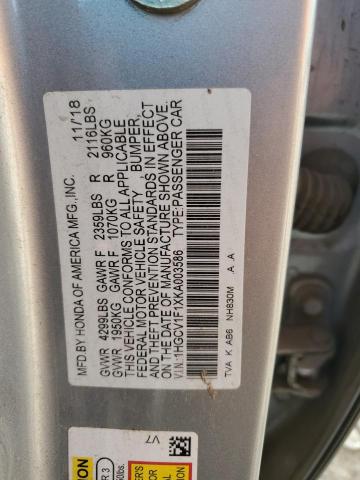 MFD BY HONDA OF AMERICA MFG.,INC. 11/18
GVWR 4299LBS GAWR F 2359LBS R 2116LBS
GVWR 1950KG GAWR F 1070KG R 960KG
THIS VEHICLE CONFORMS TO ALL APPLICABLE
FEDERAL MOTOR VEHICLE SAFETY BUMPER,
AND THEFT PREVENTION STANDARDS IN EFFECT
ON THE DATE OF MANUFACTURE SHOWN ABOVE.
V.I.N.:1HGCV1F1XKA003586 TYPE:PASSENGER CAR
TVA K AB6 NH830M A A
V7